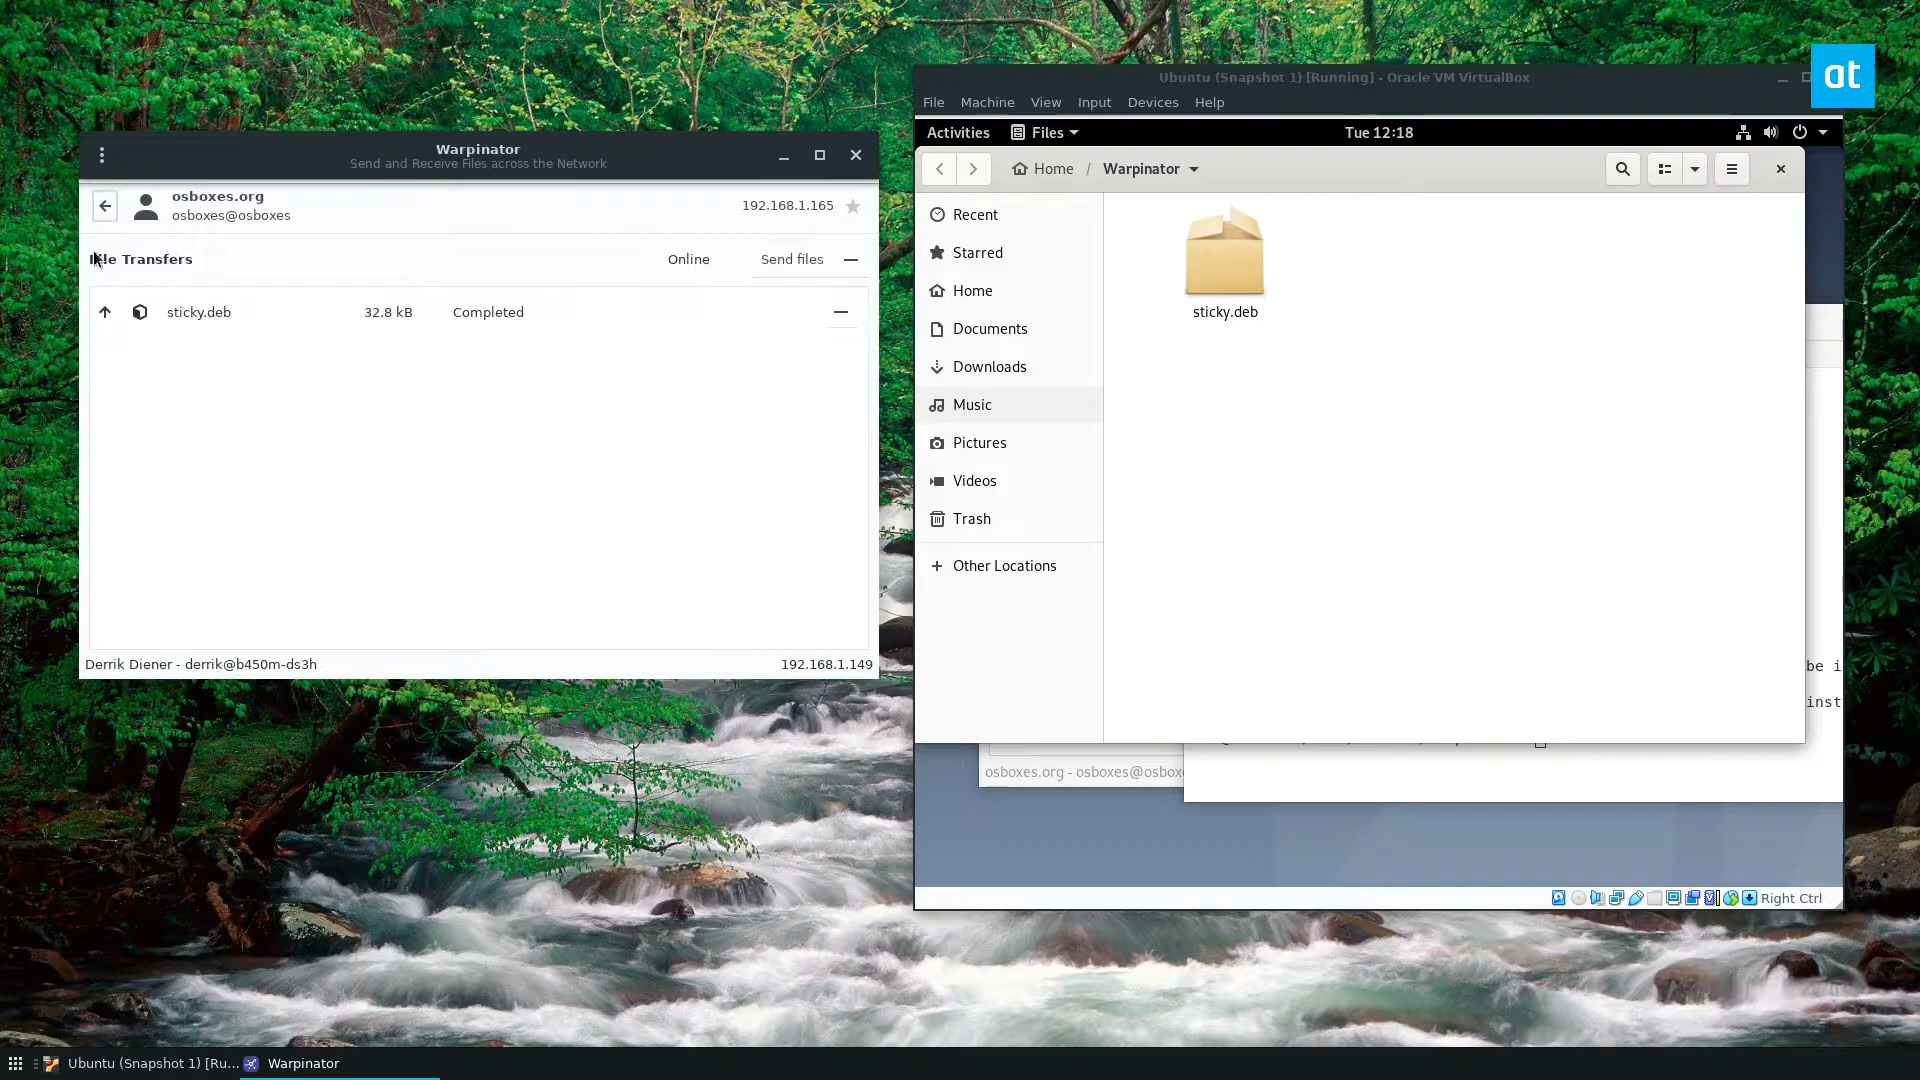 at
Ubuntu (Snapshot 1) [Running] - Oracle VM VirtualBox
File Machine View Input Devices Help
Activities Files Tue 12:18
Home / Warpinator
Recent
Starred
Home
Documents
Downloads
Music
Pictures
Videos
Trash
Other Locations
sticky.deb
be i
inst
osboxes.org - osboxes@osboxe
Right Ctrl
Warpinator
Send and Receive Files across the Network
osboxes.org
osboxes@osboxes
192.168.1.165
File Transfers Online Send files
sticky.deb 32.8 kB Completed
Derrik Diener - derrik@b450m-ds3h 192.168.1.149
Ubuntu (Snapshot 1) [Ru... Warpinator